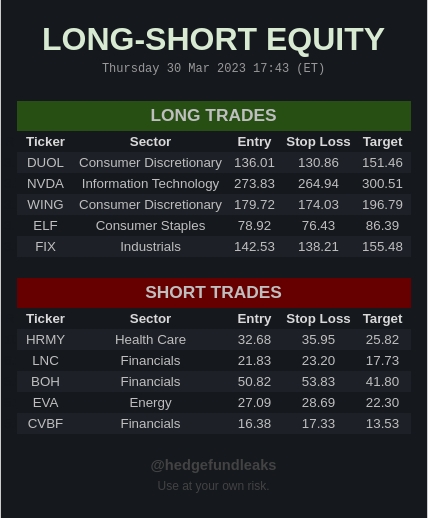 LONG-SHORT EQUITY
Thursday 30 Mar 2023 17:43 (ET)
LONG TRADES
Ticker Sector Entry Stop Loss Target
DUOL Consumer Discretionary 136.01 130.86 151.46
NVDA Information Technology 273.83 264.94 300.51
WING Consumer Discretionary 179.72 174.03 196.79
ELF Consumer Staples 78.92 76.43 86.39
FIX Industrials 142.53 138.21 155.48
SHORT TRADES
Ticker Sector Entry Stop Loss Target
HRMY Health Care 32.68 35.95 25.82
LNC Financials 21.83 23.20 17.73
BOH Financials 50.82 53.83 41.80
EVA Energy 27.09 28.69 22.30
CVBF Financials 16.38 17.33 13.53
@hedgefundleaks
Use at your own risk.